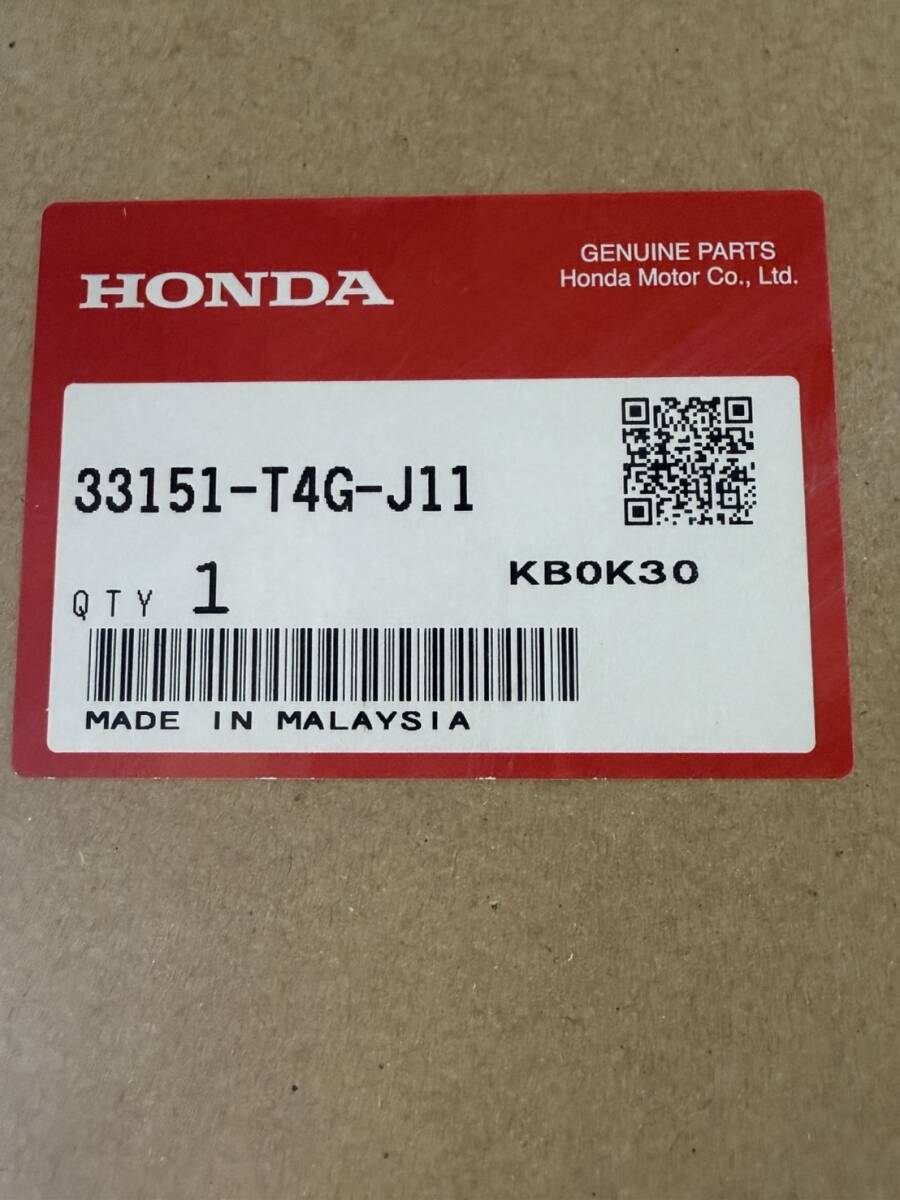 HONDA
GENUINE PARTS
Honda Motor Co., Ltd.
33151-T4G-J11
KB0K30
QTY 1
MADE IN MALAYSIA